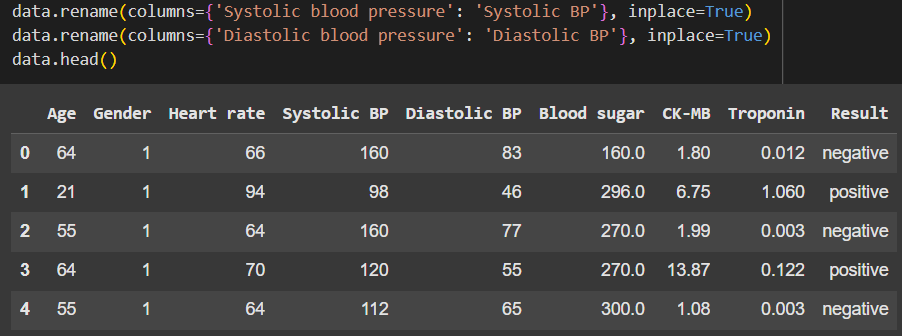 data.rename(columns={'Systolic blood pressure': 'Systolic BP'}, inplace=True)
data.rename(columns={'Diastolic blood pressure': 'Diastolic BP'}, inplace=True)
data.head()
Age Gender Heart rate Systolic BP Diastolic BP Blood sugar CK-MB Troponin Result
0 64 1 66 160 83 160.0 1.80 0.012 negative
1 21 1 94 98 46 296.0 6.75 1.060 positive
2 55 1 64 160 77 270.0 1.99 0.003 negative
3 64 1 70 120 55 270.0 13.87 0.122 positive
4 55 1 64 112 65 300.0 1.08 0.003 negative